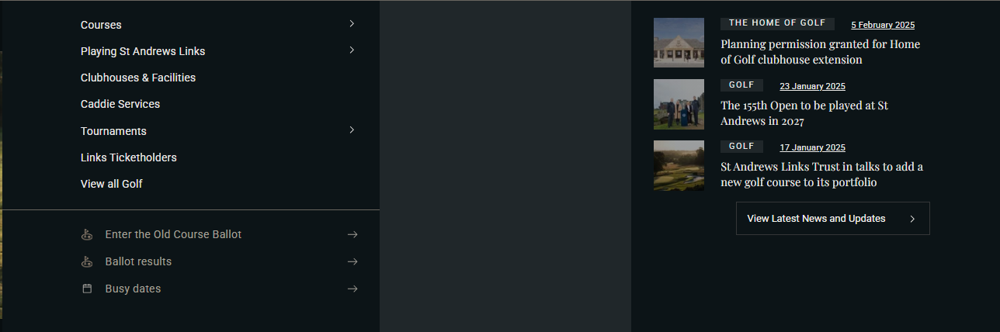 Courses
Playing St Andrews Links
Clubhouses & Facilities
Caddie Services
Tournaments
Links Ticketholders
View all Golf
Enter the Old Course Ballot
Ballot results
Busy dates
THE HOME OF GOLF 5 February 2025
Planning permission granted for Home
of Golf clubhouse extension
GOLF 23 January 2025
The 155th Open to be played at St
Andrews in 2027
GOLF 17 January 2025
St Andrews Links Trust in talks to add a
new golf course to its portfolio
View Latest News and Updates